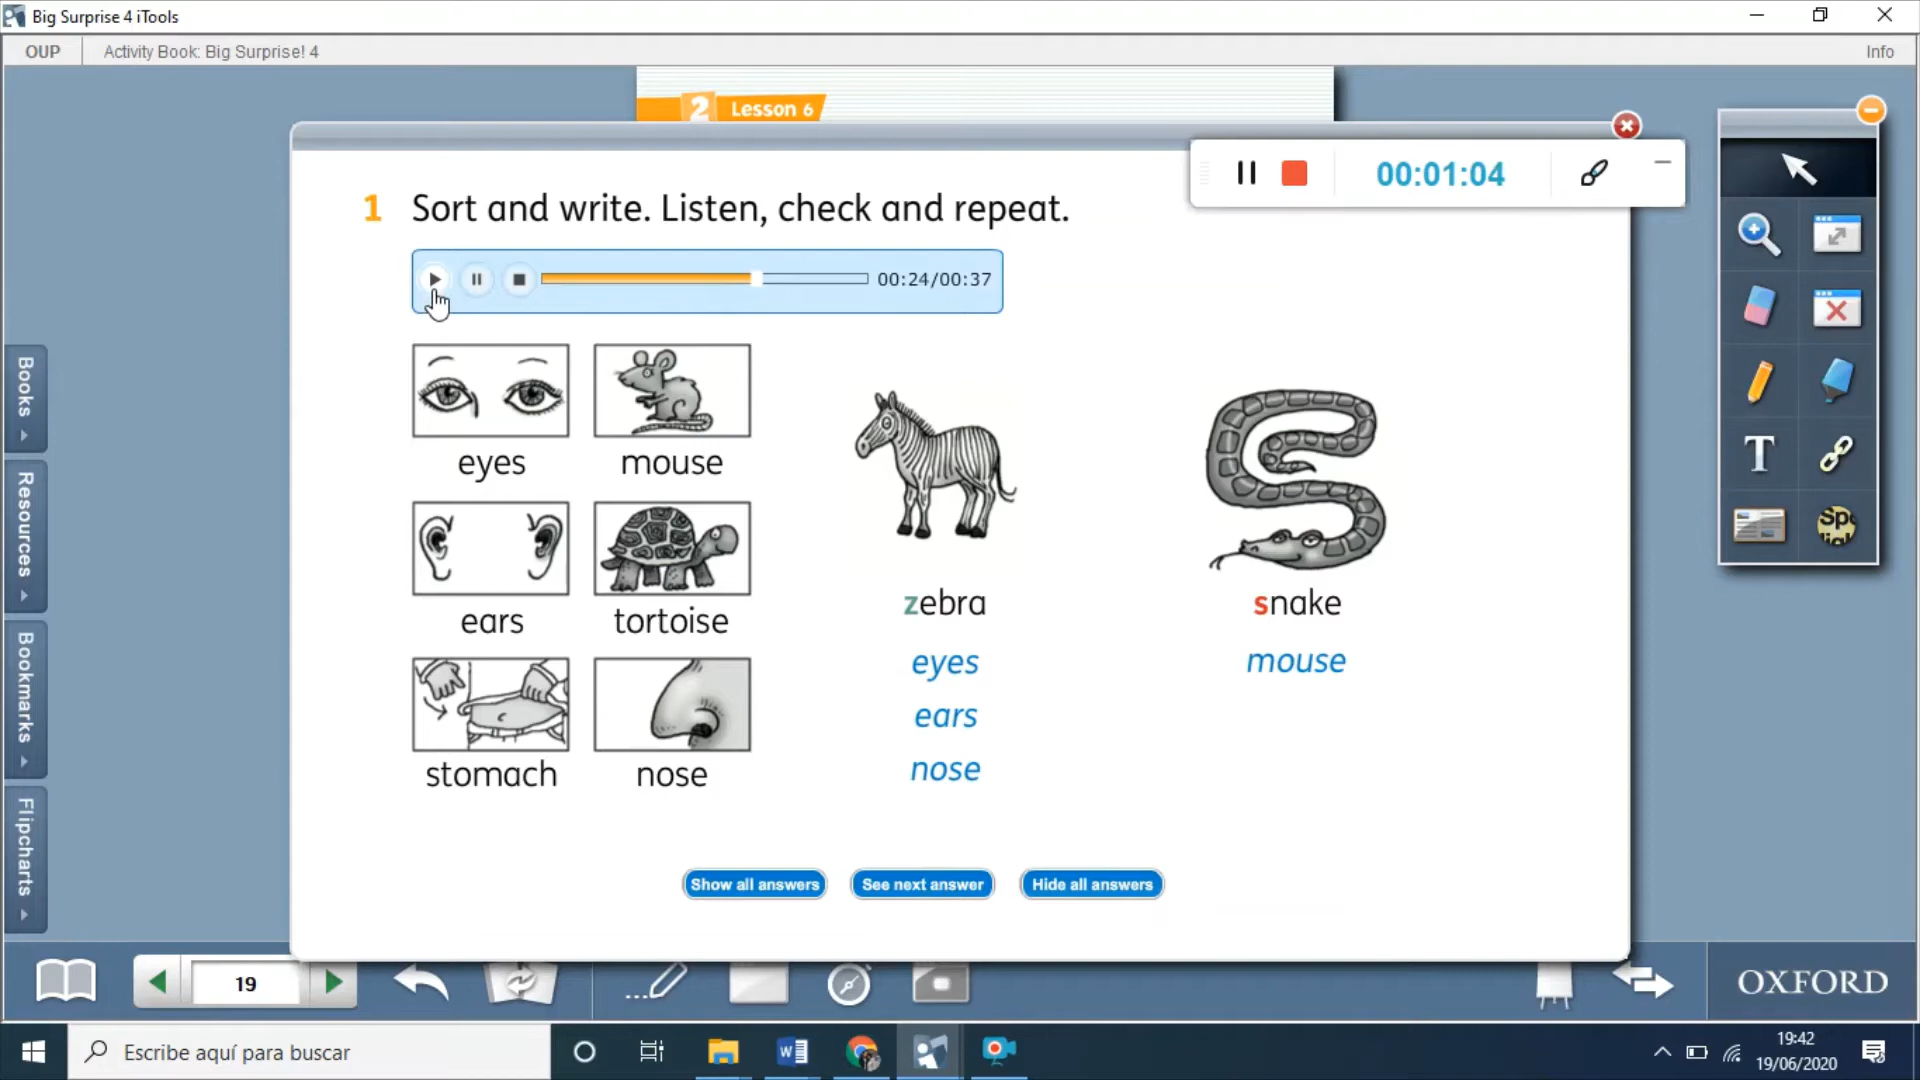 Big Surprise 4 iTools
OUP
Activity Book: Big Surprise! 4
Info
2 Lesson 6
00:01:04
1 Sort and write. Listen, check and repeat.
00:24/00:37
eyes
mouse
ears
tortoise
stomach
nose
zebra
eyes
ears
nose
snake
mouse
Show all answers
See next answer
Hide all answers
Books
Resources
Bookmarks
Flipcharts
T
19
OXFORD
Escribe aquí para buscar
19:42
19/06/2020